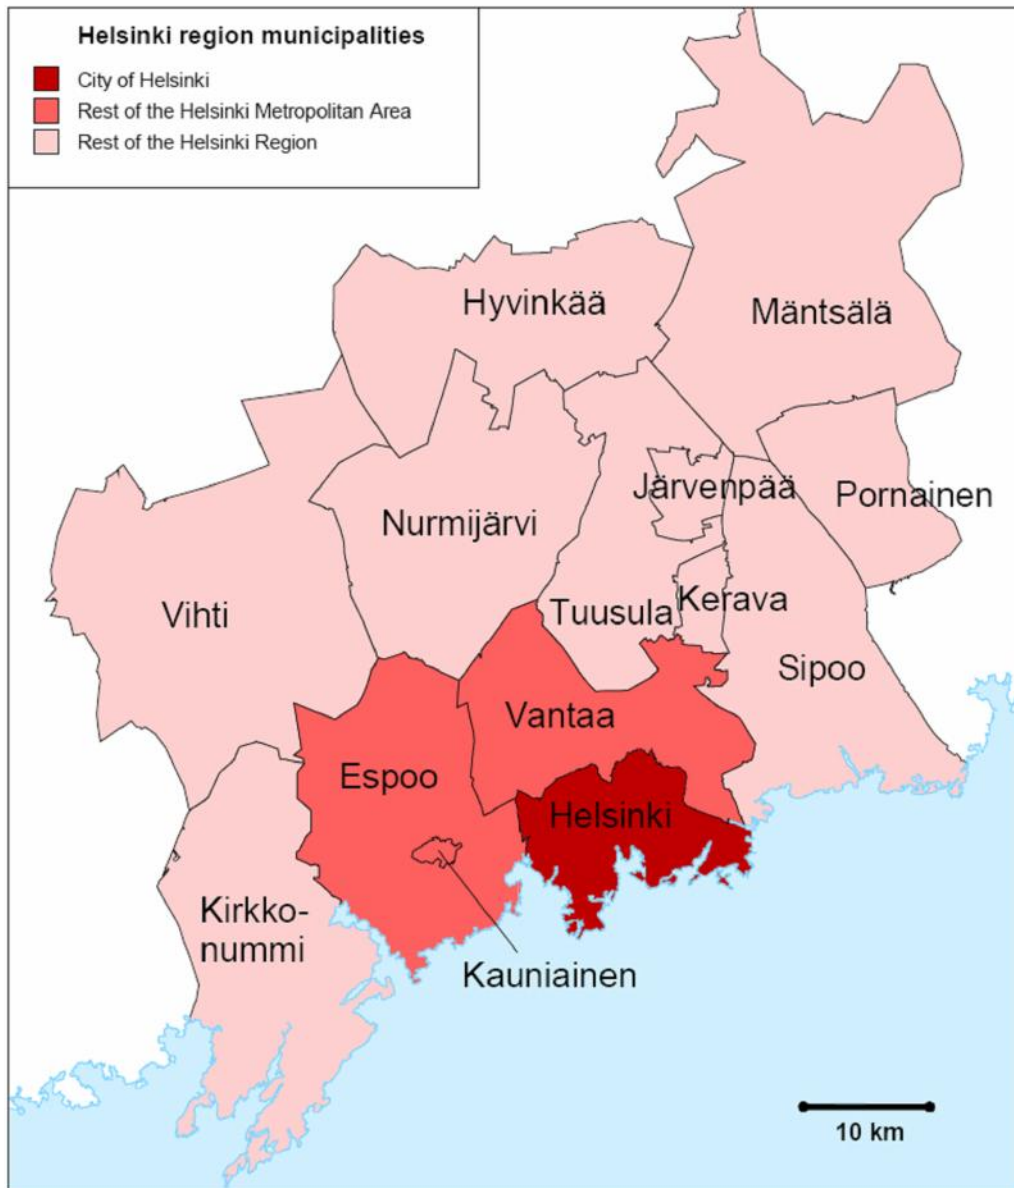 Helsinki region municipalities
City of Helsinki
Rest of the Helsinki Metropolitan Area
Rest of the Helsinki Region
Hyvinkää
Mäntsälä
Järvenpää
Pornainen
Nurmijärvi
Vihti
Tuusula
Kerava
Sipoo
Vantaa
Espoo
Helsinki
Kirkko-
nummi
Kauniainen
10 km